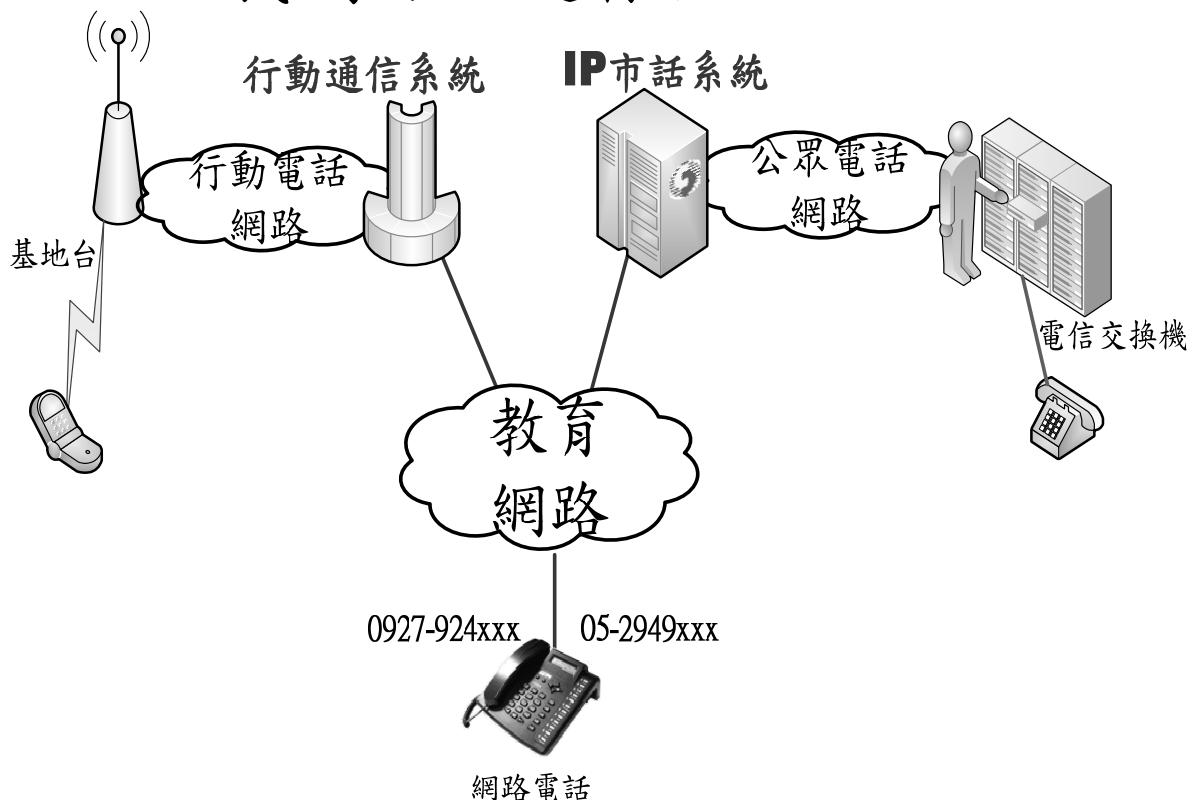 行動通信系統
IP市話系統
行動電話
網路
公眾電話
網路
基地台
電信交換機
教育
網路
0927-924xxx
05-2949xxx
網路電話